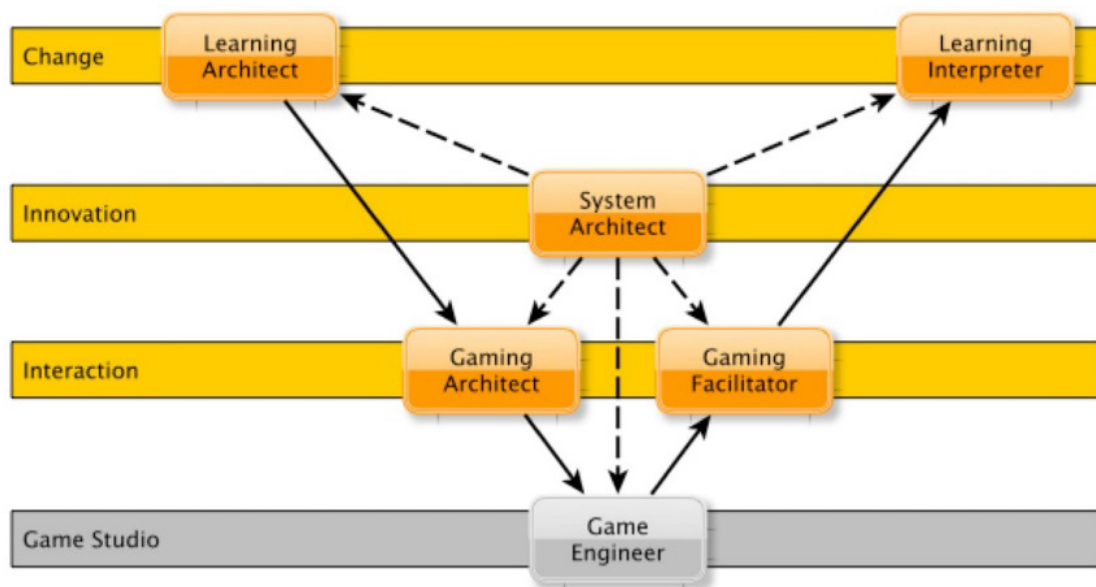 Change
Learning
Architect
Learning
Interpreter
Innovation
System
Architect
Interaction
Gaming
Architect
Gaming
Facilitator
Game Studio
Game
Engineer